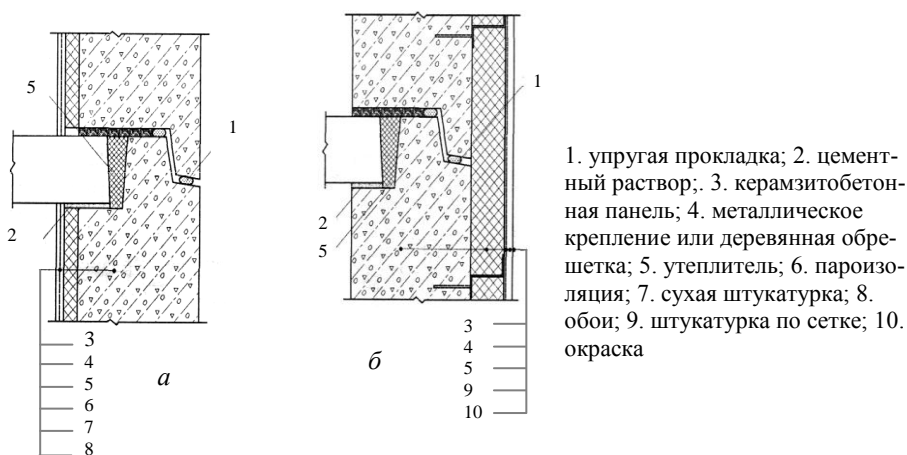 5
1
2
3
4
5
6
7
8
а
1
2
5
3
4
5
9
10
б
1. упругая прокладка; 2. цемент-
ный раствор;. 3. керамзитобетон-
ная панель; 4. металлическое
крепление или деревянная обре-
шетка; 5. утеплитель; 6. пароизо-
ляция; 7. сухая штукатурка; 8.
обои; 9. штукатурка по сетке; 10.
окраска